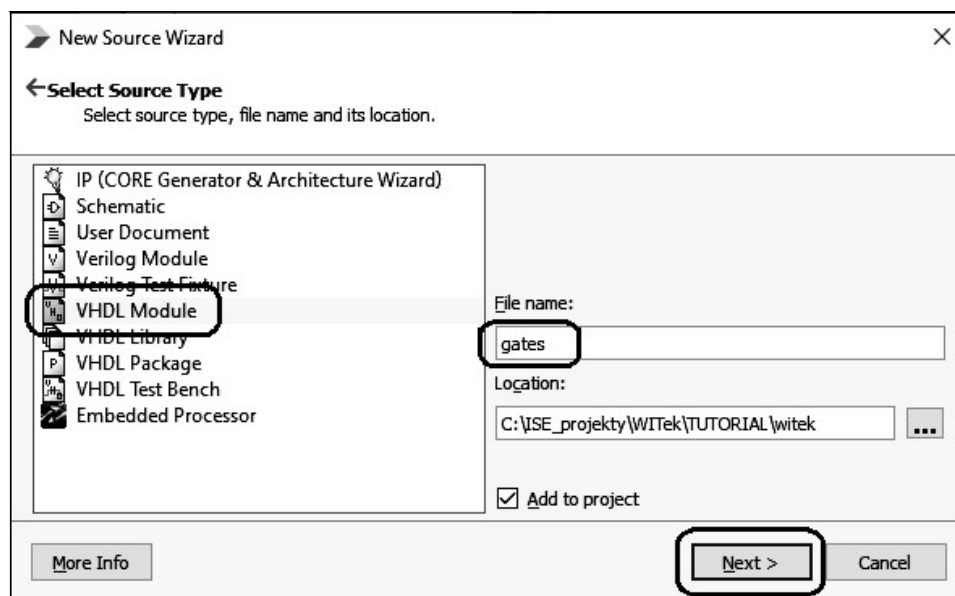 New Source Wizard
Select Source Type
Select source type, file name and its location.
IP (CORE Generator & Architecture Wizard)
Schematic
User Document
Verilog Module
Verilog Test Fixture
VHDL Module
VHDL Library
VHDL Package
VHDL Test Bench
Embedded Processor
File name:
gates
Location:
C:\ISE_projekty\WITek\TUTORIAL\witek
...
Add to project
More Info
Next >
Cancel